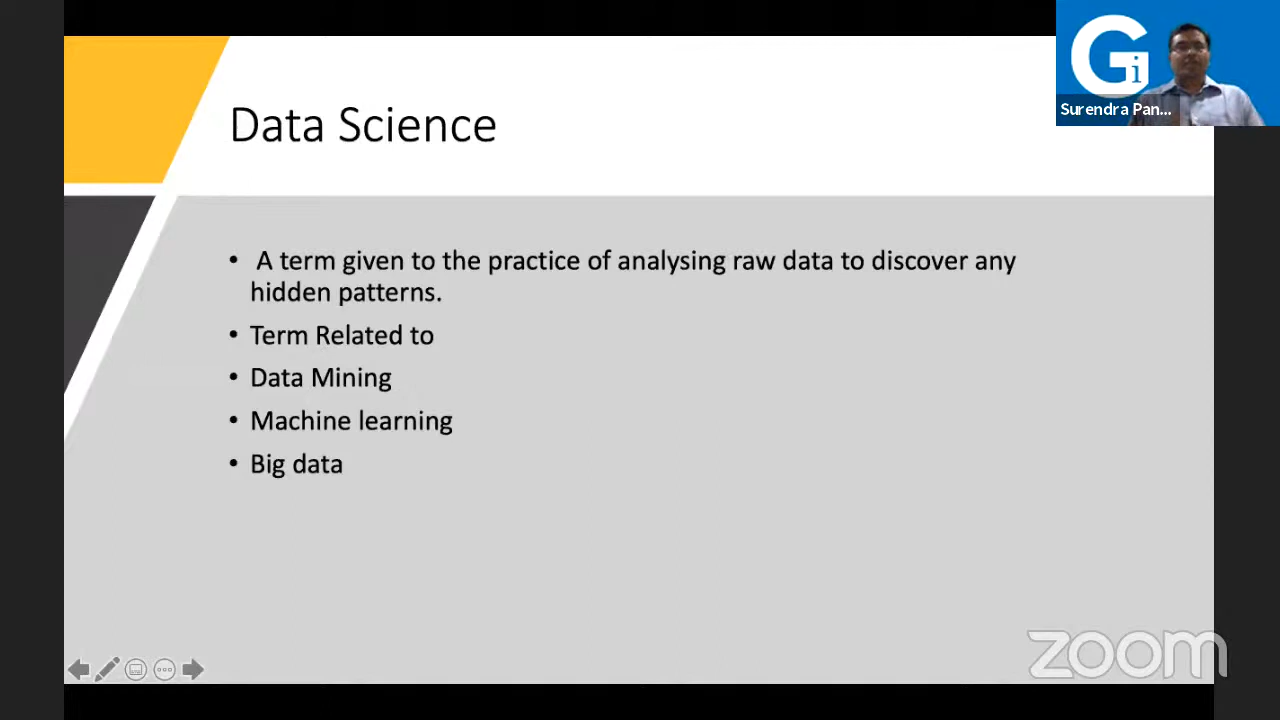 Gi
Surendra Pan...
Data Science
• A term given to the practice of analysing raw data to discover any
hidden patterns.
• Term Related to
• Data Mining
• Machine learning
• Big data
zoom